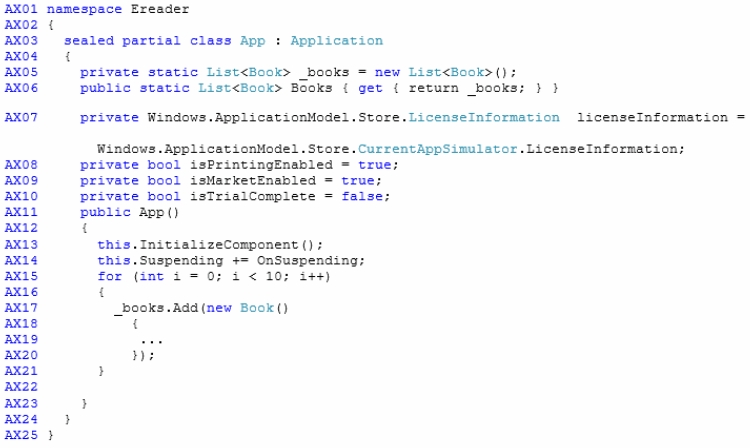 AX01 namespace Ereader
AX02 {
AX03   sealed partial class App : Application
AX04   {
AX05     private static List<Book> _books = new List<Book>();
AX06     public static List<Book> Books { get { return _books; } }
AX07     private Windows.ApplicationModel.Store.LicenseInformation  licenseInformation =
           Windows.ApplicationModel.Store.CurrentAppSimulator.LicenseInformation;
AX08     private bool isPrintingEnabled = true;
AX09     private bool isMarketEnabled = true;
AX10     private bool isTrialComplete = false;
AX11     public App()
AX12     {
AX13       this.InitializeComponent();
AX14       this.Suspending += OnSuspending;
AX15       for (int i = 0; i < 10; i++)
AX16       {
AX17         _books.Add(new Book()
AX18           {
AX19            ...
AX20           });
AX21       }
AX22
AX23     }
AX24   }
AX25 }